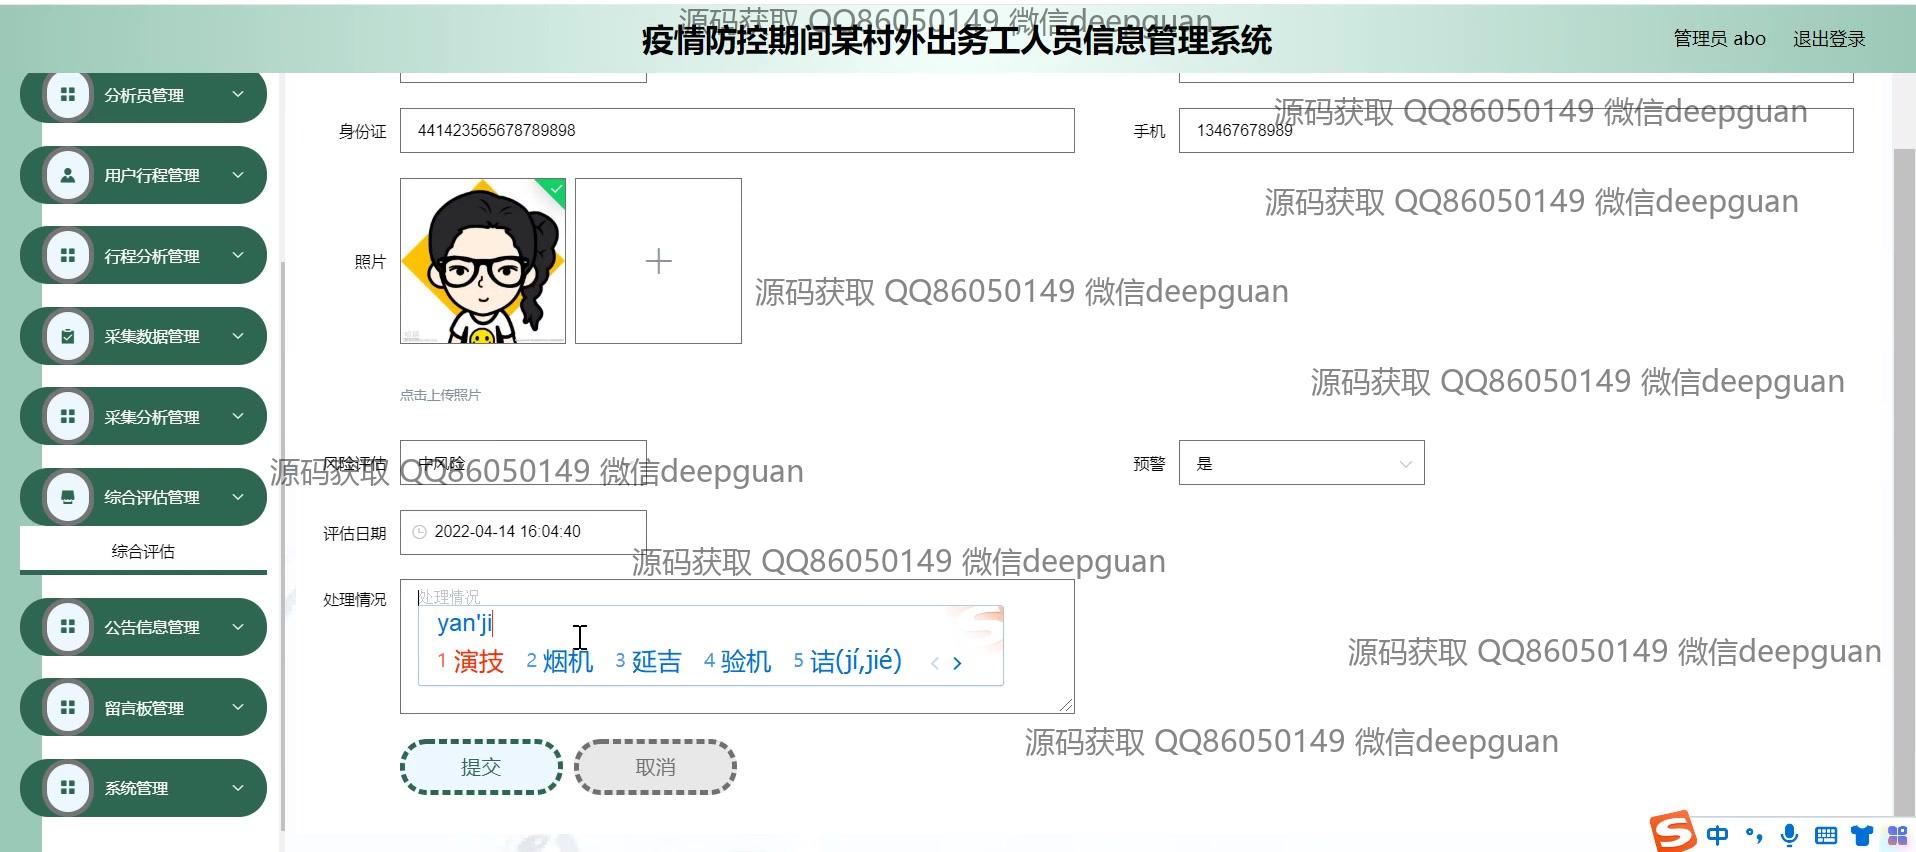 源码获取 QQ86050149 微信deepguan
疫情防控期间某村外出务工人员信息管理系统
管理员 abo
退出登录
分析员管理
用户行程管理
行程分析管理
采集数据管理
采集分析管理
综合评估管理
综合评估
公告信息管理
留言板管理
系统管理
源码获取 QQ86050149 微信deepguan
身份证
441423565678789898
手机
13467678989
源码获取 QQ86050149 微信deepguan
照片
源码获取 QQ86050149 微信deepguan
点击上传照片
源码获取 QQ86050149 微信deepguan
风险评估
中风险
源码获取 QQ86050149 微信deepguan
预警
是
评估日期
2022-04-14 16:04:40
源码获取 QQ86050149 微信deepguan
处理情况
处理情况
yan'ji
1 演技 2 烟机 3 延吉 4 验机 5 诘(jí,jié)
源码获取 QQ86050149 微信deepguan
源码获取 QQ86050149 微信deepguan
提交
取消
中